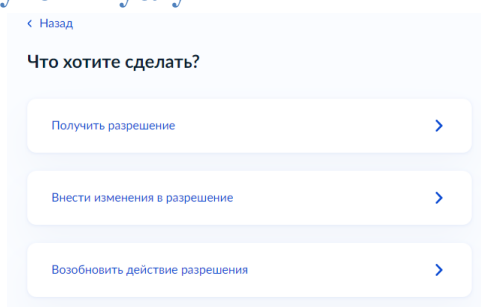 Назад
Что хотите сделать?
Получить разрешение
Внести изменения в разрешение
Возобновить действие разрешения